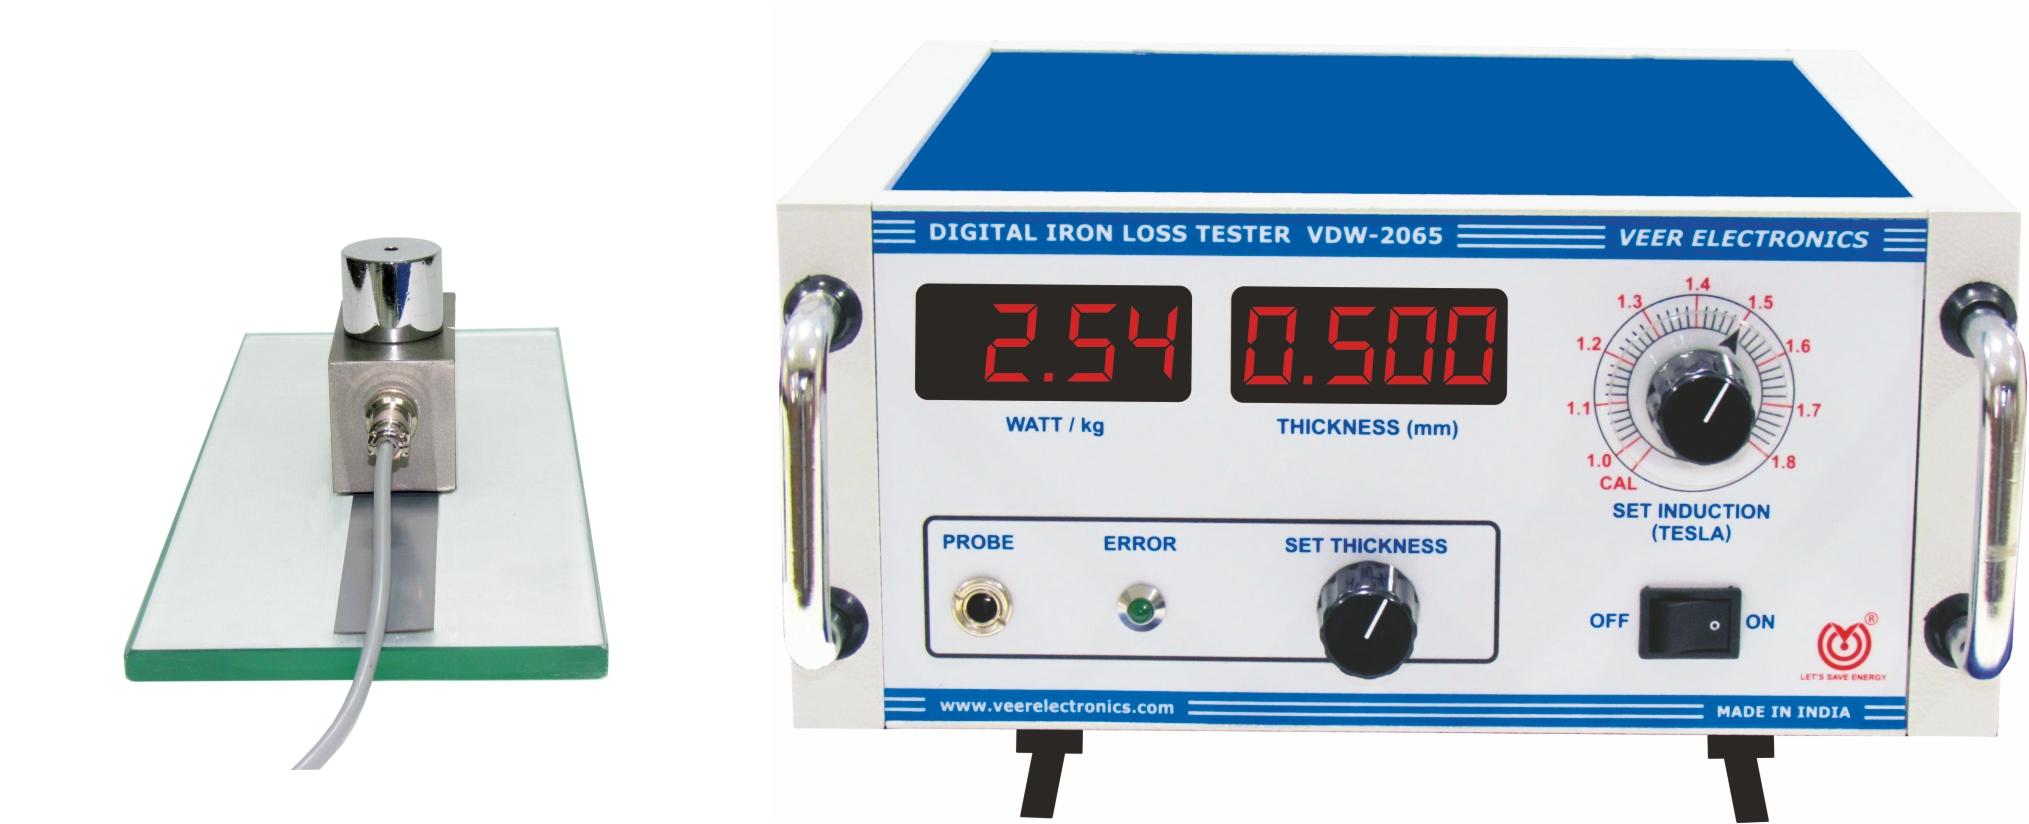 DIGITAL IRON LOSS TESTER VDW-2065
VEER ELECTRONICS
2.54
0.500
WATT / kg
THICKNESS (mm)
1.4
1.3
1.5
1.2
1.6
1.1
1.7
1.0
1.8
CAL
SET INDUCTION
(TESLA)
PROBE
ERROR
SET THICKNESS
OFF
ON
®
LET'S SAVE ENERGY
www.veerelectronics.com
MADE IN INDIA